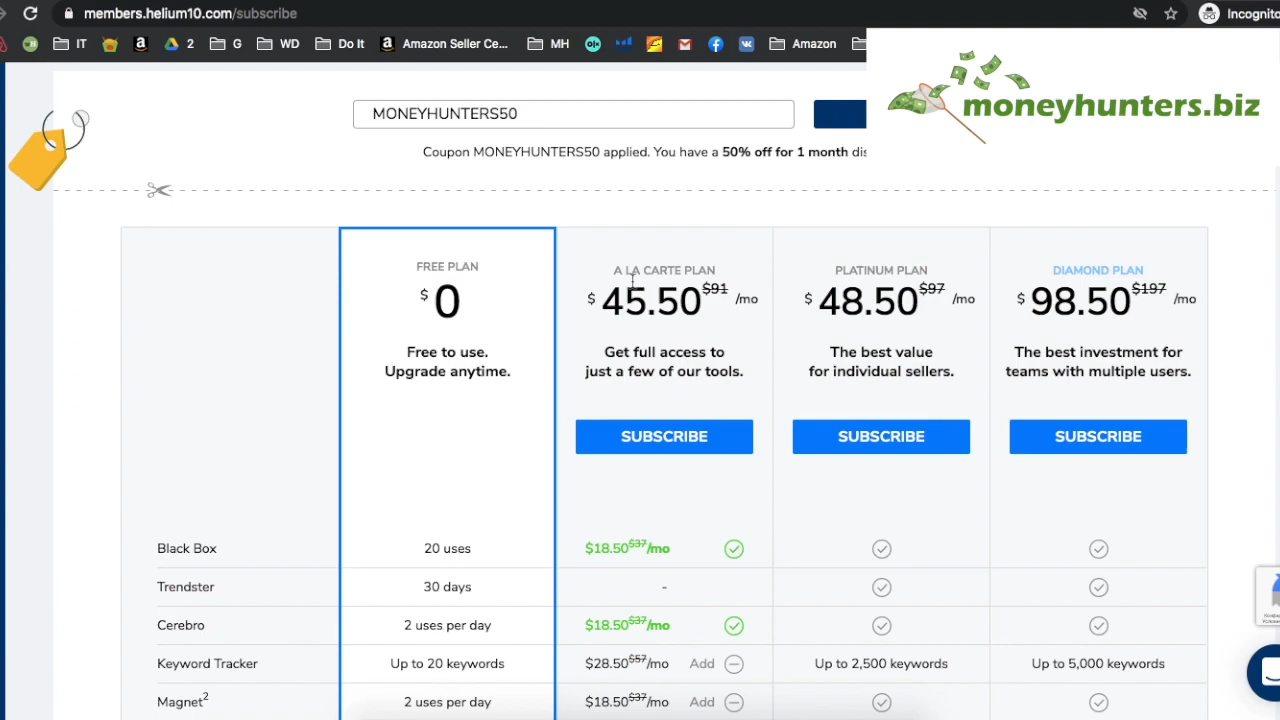 members.helium10.com/subscribe
Incognito
IT
2
G
WD
Do It
Amazon Seller Ce...
MH
Amazon
moneyhunters.biz
MONEYHUNTERS50
Coupon MONEYHUNTERS50 applied. You have a 50% off for 1 month dis
FREE PLAN
$0
Free to use.
Upgrade anytime.
A LA CARTE PLAN
$45.50 $91 /mo
Get full access to
just a few of our tools.
SUBSCRIBE
PLATINUM PLAN
$48.50 $97 /mo
The best value
for individual sellers.
SUBSCRIBE
DIAMOND PLAN
$98.50 $197 /mo
The best investment for
teams with multiple users.
SUBSCRIBE
Black Box 20 uses $18.50 $37/mo
Trendster 30 days -
Cerebro 2 uses per day $18.50 $37/mo
Keyword Tracker Up to 20 keywords $28.50 $57/mo Add Up to 2,500 keywords Up to 5,000 keywords
Magnet2 2 uses per day $18.50 $37/mo Add